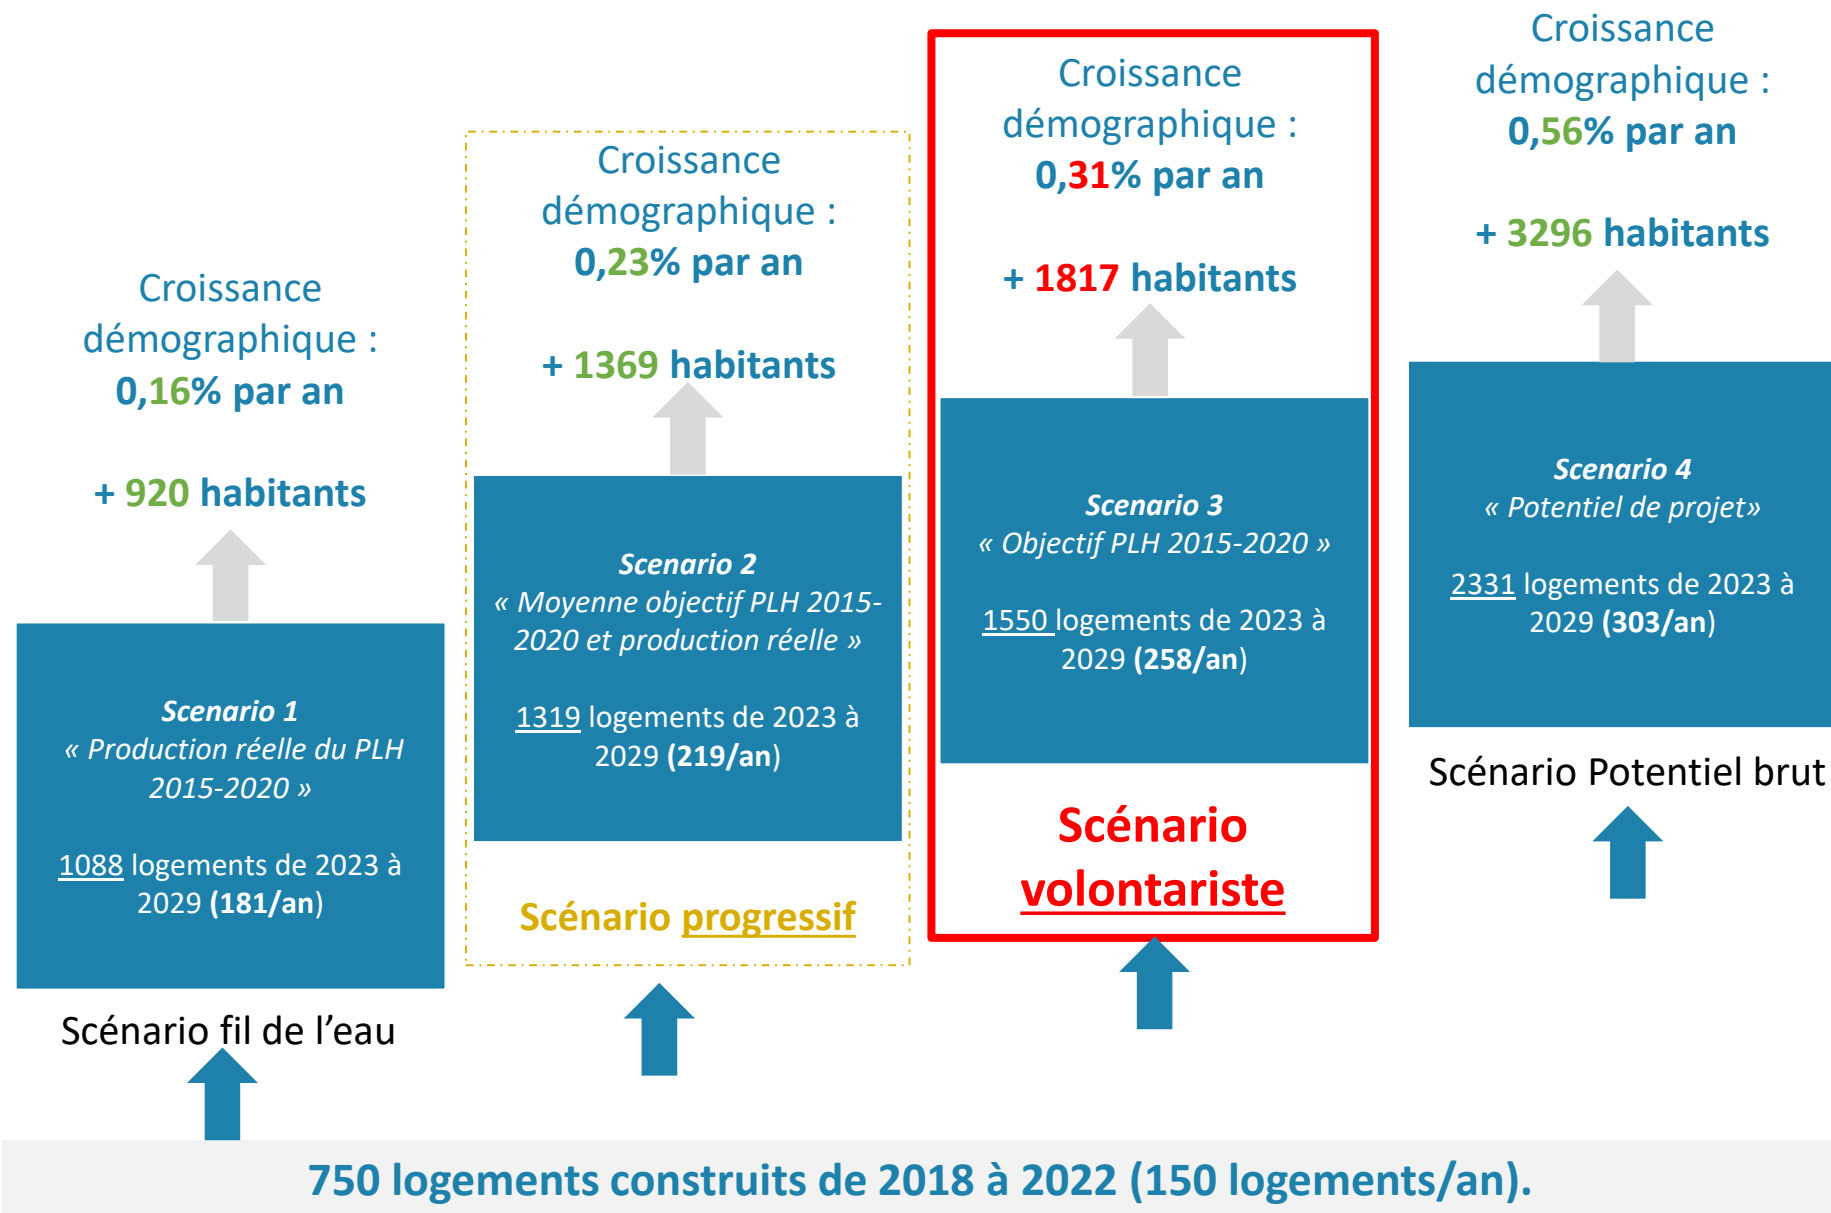 Croissance
démographique :
0,16% par an
+ 920 habitants
Scenario 1
« Production réelle du PLH
2015-2020 »
1088 logements de 2023 à
2029 (181/an)
Scénario fil de l’eau
Croissance
démographique :
0,23% par an
+ 1369 habitants
Scenario 2
« Moyenne objectif PLH 2015-
2020 et production réelle »
1319 logements de 2023 à
2029 (219/an)
Scénario progressif
Croissance
démographique :
0,31% par an
+ 1817 habitants
Scenario 3
« Objectif PLH 2015-2020 »
1550 logements de 2023 à
2029 (258/an)
Scénario
volontariste
Croissance
démographique :
0,56% par an
+ 3296 habitants
Scenario 4
« Potentiel de projet»
2331 logements de 2023 à
2029 (303/an)
Scénario Potentiel brut
750 logements construits de 2018 à 2022 (150 logements/an).